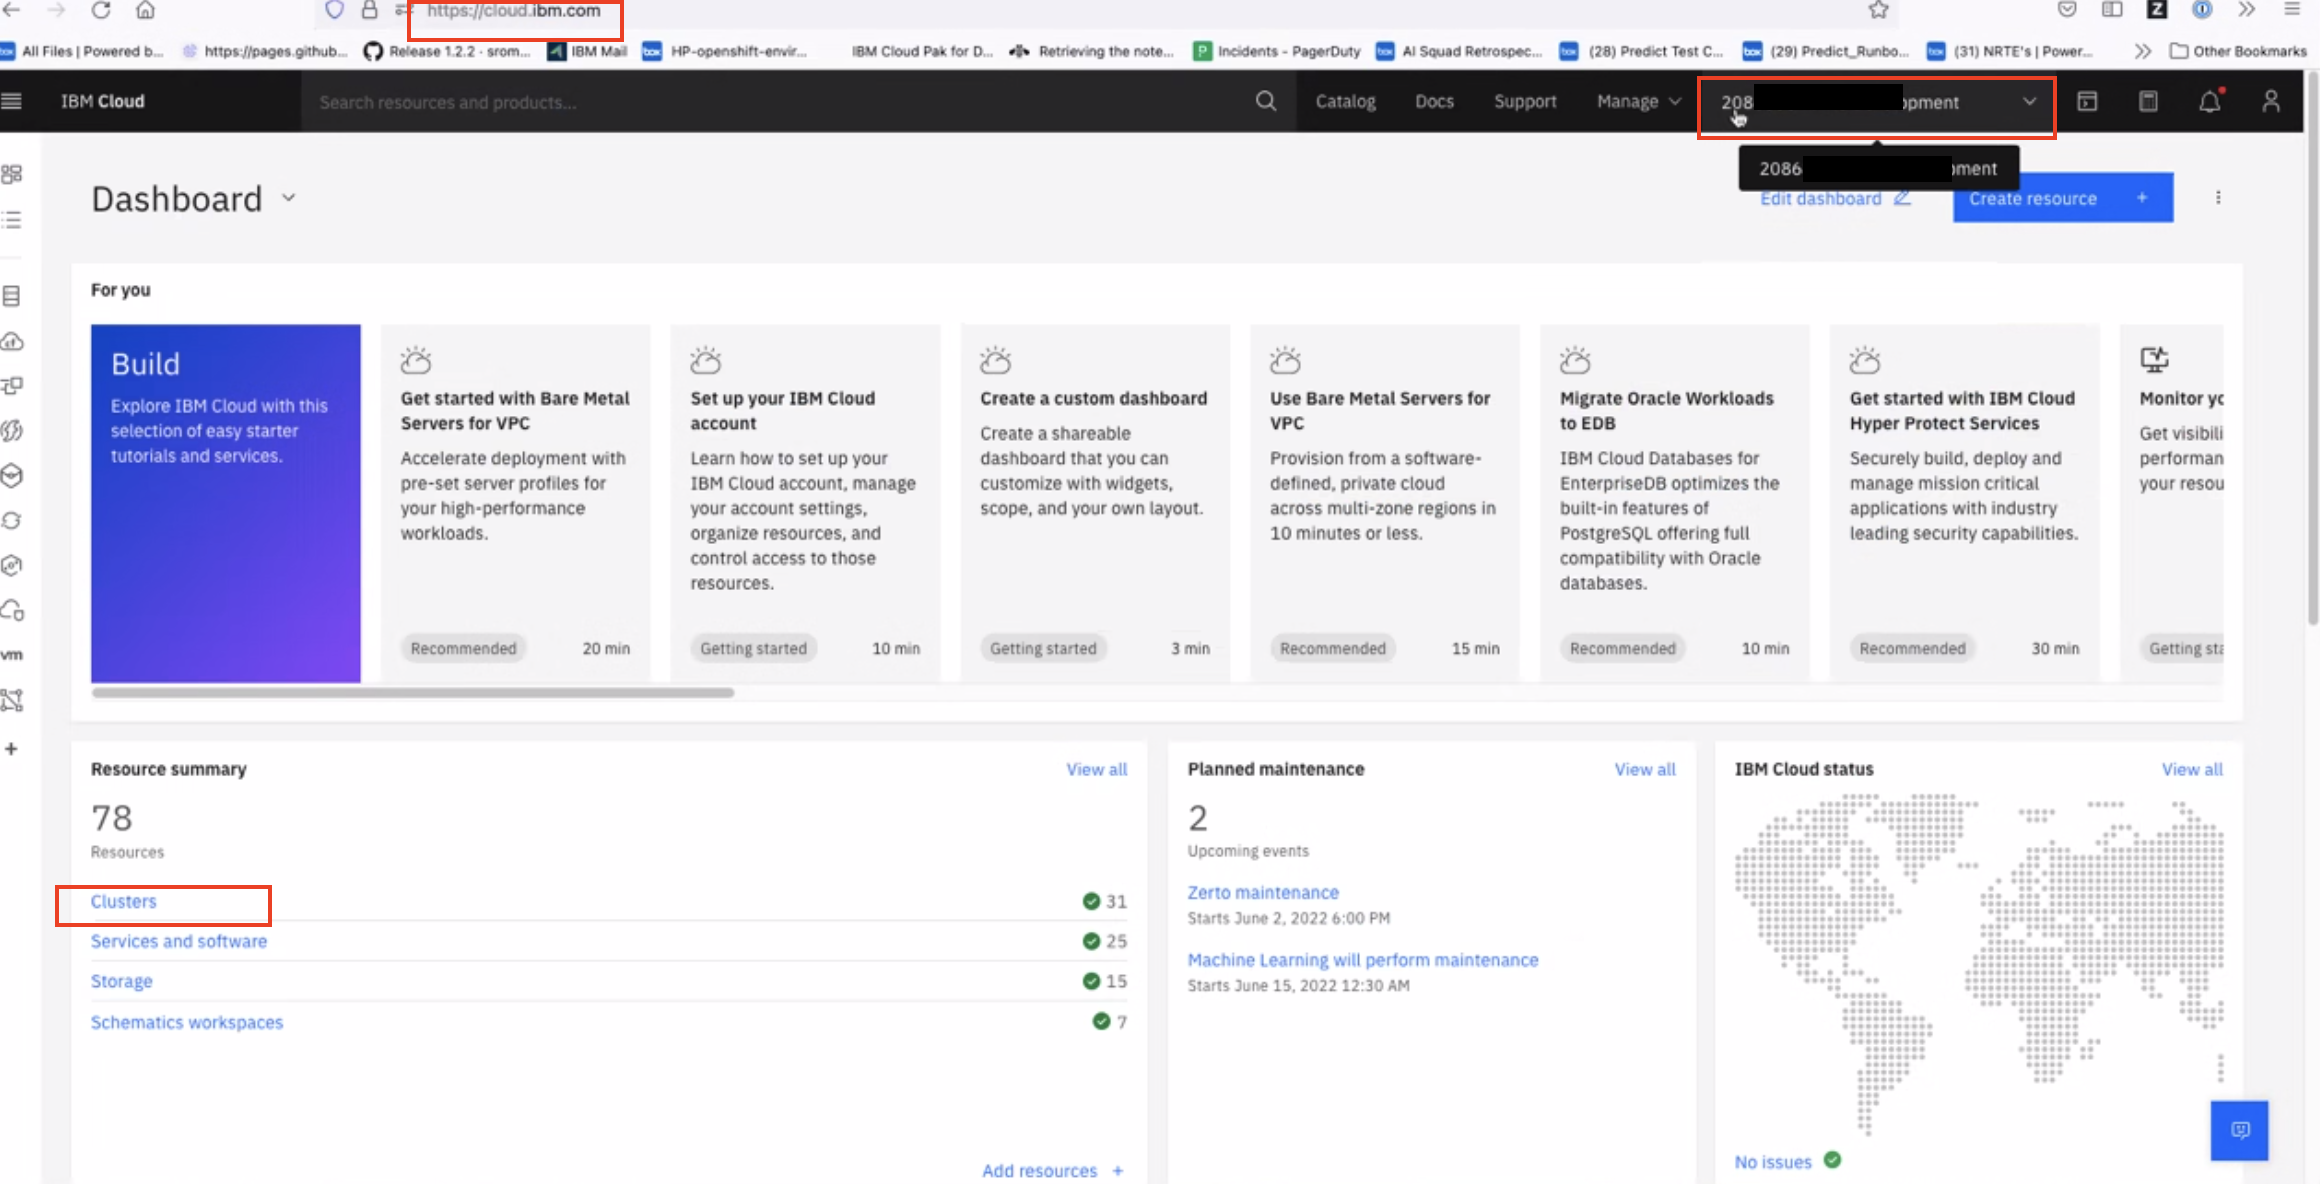 https://cloud.ibm.com
All Files | Powered b... https://pages.github... Release 1.2.2 · srom... IBM Mail HP-openshift-envir... IBM Cloud Pak for D... Retrieving the note... Incidents - PagerDuty AI Squad Retrospec... (28) Predict Test C... (29) Predict_Runbo... (31) NRTE's | Power... Other Bookmarks
IBM Cloud Search resources and products... Catalog Docs Support Manage 208 opment
2086 pment
Dashboard
Edit dashboard Create resource +
For you
Build
Explore IBM Cloud with this
selection of easy starter
tutorials and services.
Get started with Bare Metal
Servers for VPC
Accelerate deployment with
pre-set server profiles for
your high-performance
workloads.
Recommended 20 min
Set up your IBM Cloud
account
Learn how to set up your
IBM Cloud account, manage
your account settings,
organize resources, and
control access to those
resources.
Getting started 10 min
Create a custom dashboard
Create a shareable
dashboard that you can
customize with widgets,
scope, and your own layout.
Getting started 3 min
Use Bare Metal Servers for
VPC
Provision from a software-
defined, private cloud
across multi-zone regions in
10 minutes or less.
Recommended 15 min
Migrate Oracle Workloads
to EDB
IBM Cloud Databases for
EnterpriseDB optimizes the
built-in features of
PostgreSQL offering full
compatibility with Oracle
databases.
Recommended 10 min
Get started with IBM Cloud
Hyper Protect Services
Securely build, deploy and
manage mission critical
applications with industry
leading security capabilities.
Recommended 30 min
Monitor yo
Get visibili
performan
your resou
Getting sta
vm
Resource summary View all
78
Resources
Clusters 31
Services and software 25
Storage 15
Schematics workspaces 7
Add resources +
Planned maintenance View all
2
Upcoming events
Zerto maintenance
Starts June 2, 2022 6:00 PM
Machine Learning will perform maintenance
Starts June 15, 2022 12:30 AM
IBM Cloud status View all
No issues